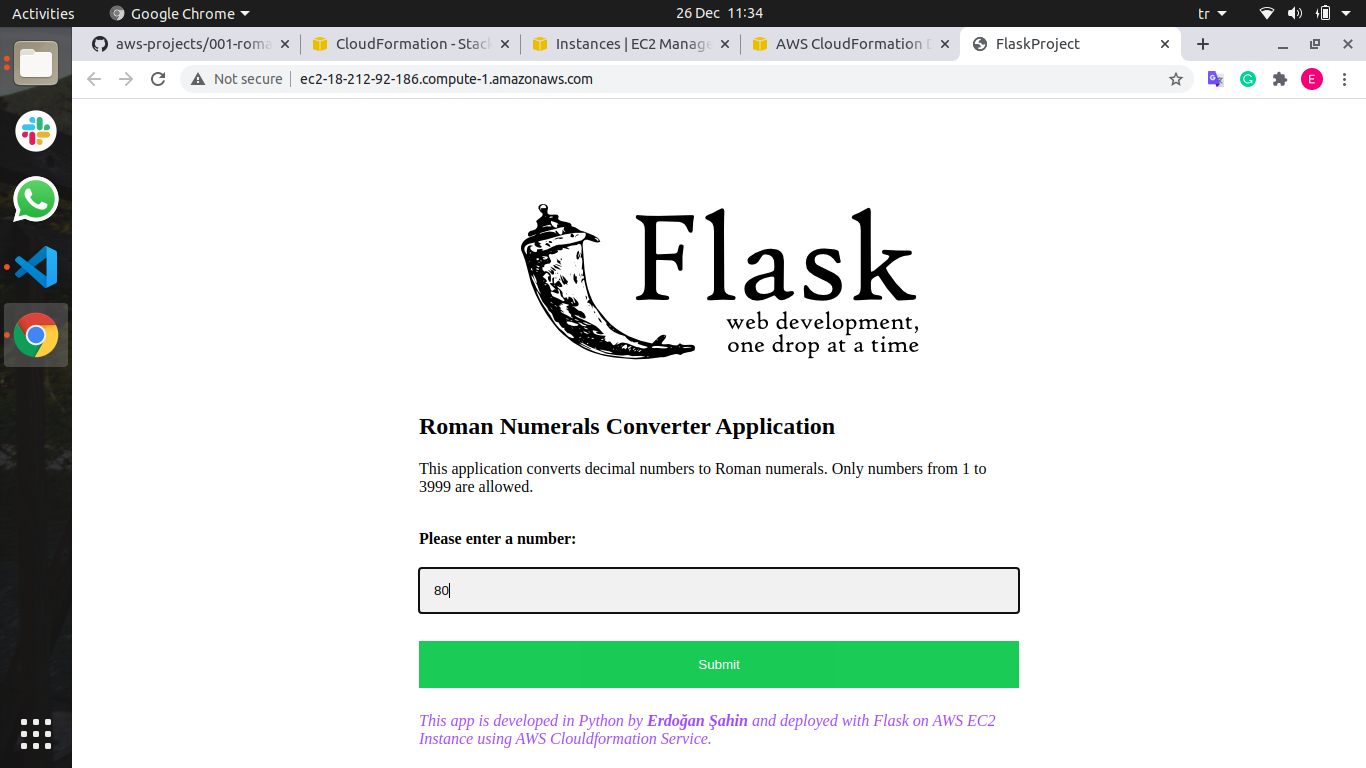 Activities
Google Chrome
26 Dec 11:34
tr
aws-projects/001-roma
CloudFormation - Stack
Instances | EC2 Manage
AWS CloudFormation D
FlaskProject
Not secure
ec2-18-212-92-186.compute-1.amazonaws.com
E
Flask
web development,
one drop at a time
Roman Numerals Converter Application
This application converts decimal numbers to Roman numerals. Only numbers from 1 to
3999 are allowed.
Please enter a number:
80
Submit
This app is developed in Python by Erdoğan Şahin and deployed with Flask on AWS EC2
Instance using AWS Clouldformation Service.